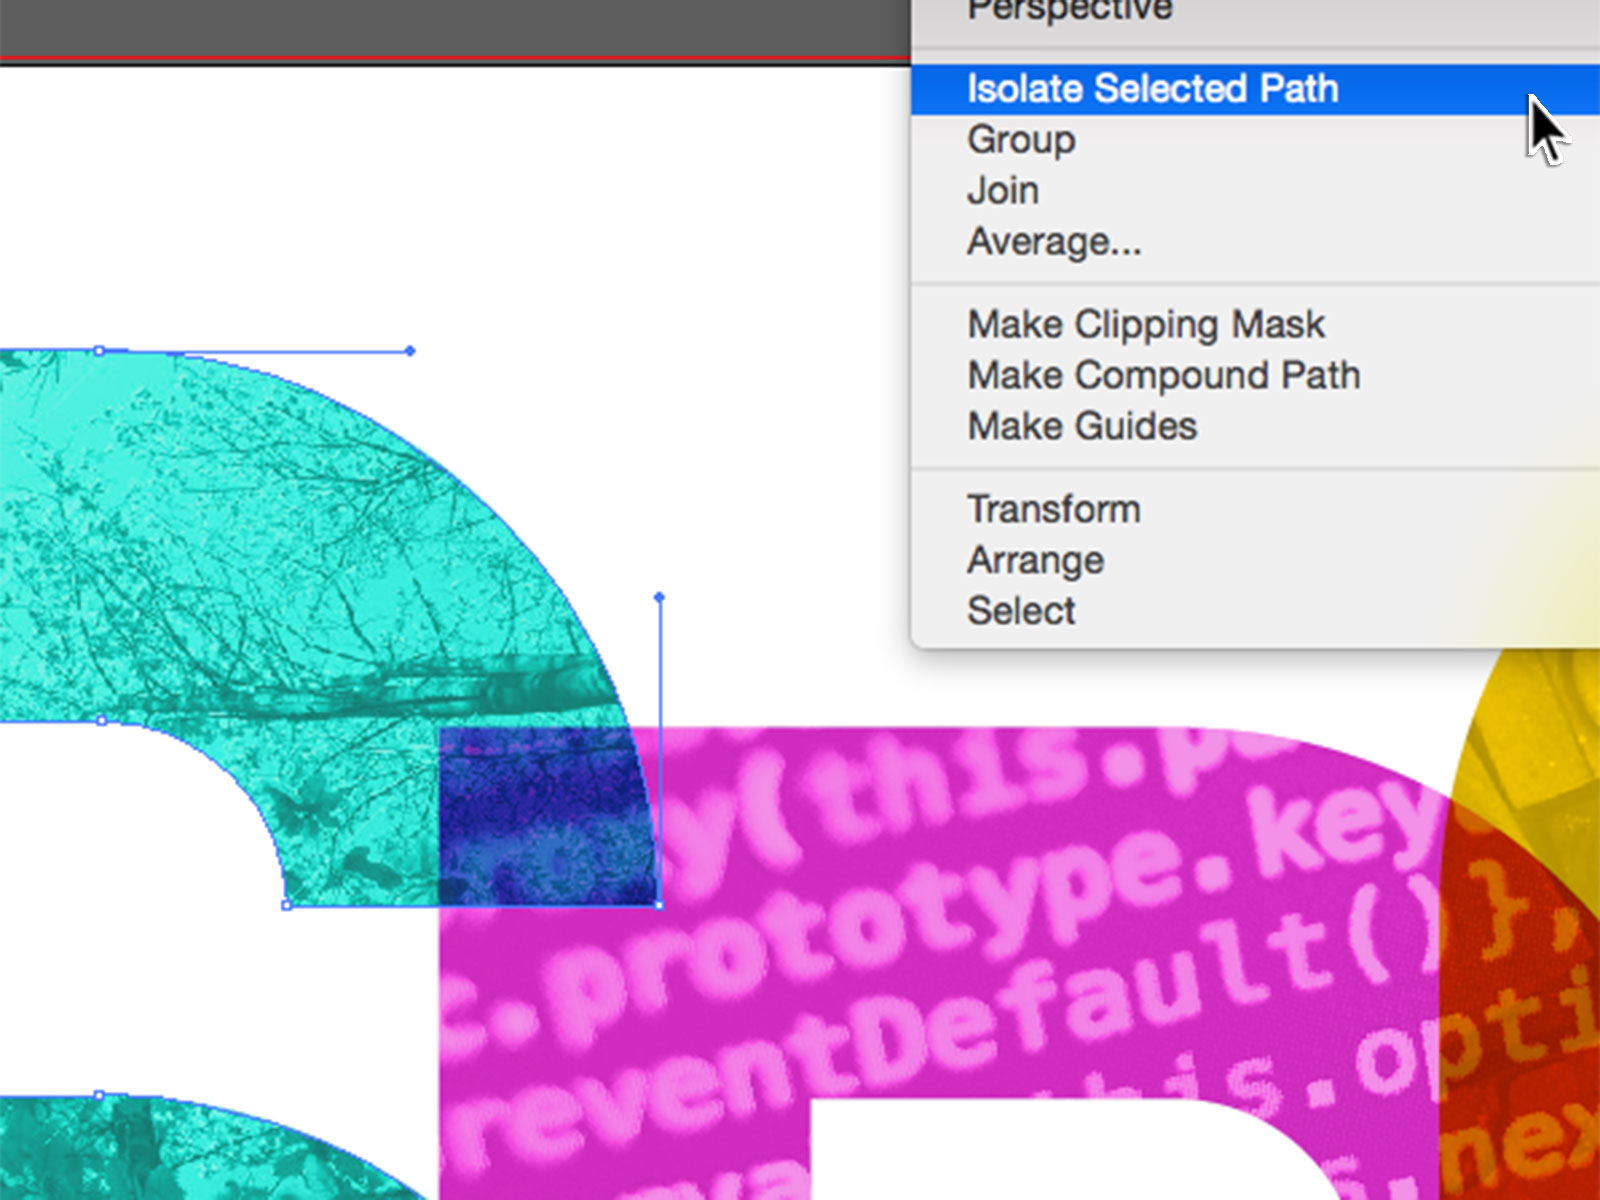 Perspective
Isolate Selected Path
Group
Join
Average...
Make Clipping Mask
Make Compound Path
Make Guides
Transform
Arrange
Select
y(this.p
c.prototype.key
},
reventDefault()
his.opti
.nex